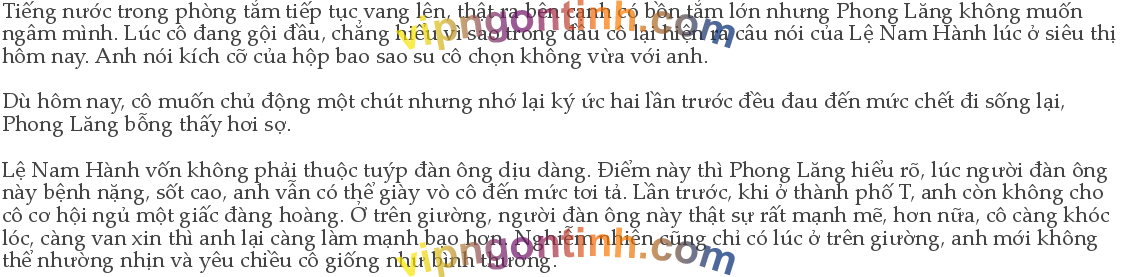 Tiếng nước trong phòng tắm tiếp tục vang lên, thật ra bên cạnh có bồn tắm lớn nhưng Phong Lăng không muốn
ngâm mình. Lúc cô đang gội đầu, chẳng hiểu vì sao trong đầu cô lại hiện ra câu nói của Lệ Nam Hành lúc ở siêu thị
hôm nay. Anh nói kích cỡ của hộp bao sao su cô chọn không vừa với anh.
Dù hôm nay, cô muốn chủ động một chút nhưng nhớ lại ký ức hai lần trước đều đau đến mức chết đi sống lại,
Phong Lăng bỗng thấy hơi sợ.
Lệ Nam Hành vốn không phải thuộc tuýp đàn ông dịu dàng. Điểm này thì Phong Lăng hiểu rõ, lúc người đàn ông
này bệnh nặng, sốt cao, anh vẫn có thể giày vò cô đến mức tơi tả. Lần trước, khi ở thành phố T, anh còn không cho
cô cơ hội ngủ một giấc đàng hoàng. Ở trên giường, người đàn ông này thật sự rất mạnh mẽ, hơn nữa, cô càng khóc
lóc, càng van xin thì anh lại càng làm mạnh bạo hơn. Nghiễm nhiên cũng chỉ có lúc ở trên giường, anh mới không
thể nhường nhịn và yêu chiều cô giống như bình thường.
vipngontinh.com
vipngontinh.com